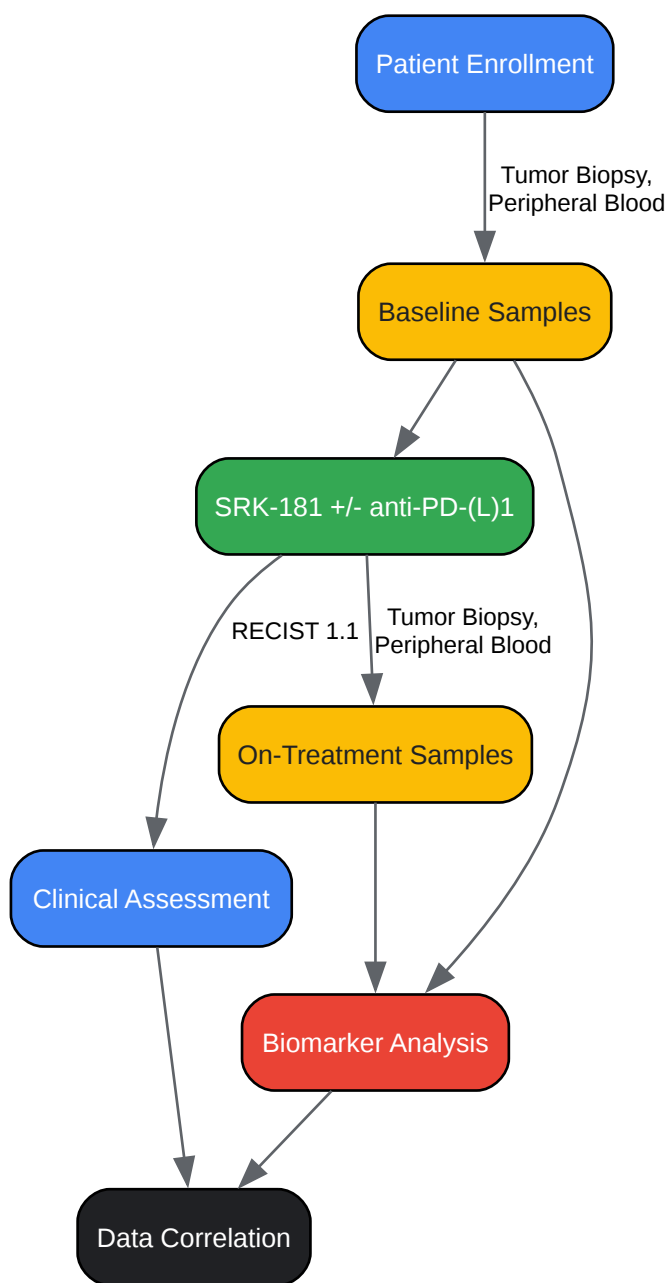 Patient Enrollment
Tumor Biopsy,
Peripheral Blood
Baseline Samples
SRK-181 +/- anti-PD-(L)1
RECIST 1.1
Tumor Biopsy,
Peripheral Blood
On-Treatment Samples
Clinical Assessment
Biomarker Analysis
Data Correlation